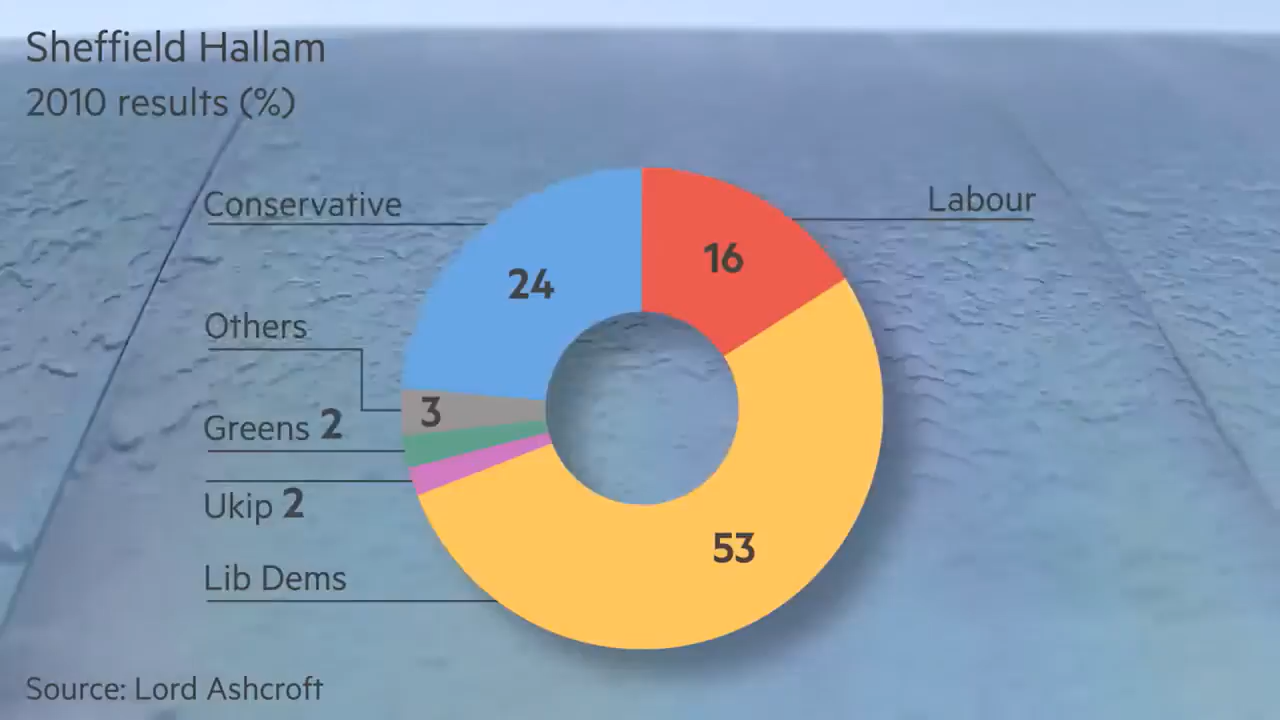 Sheffield Hallam
2010 results (%)
Conservative
Labour
16
24
Others
3
Greens 2
Ukip 2
53
Lib Dems
Source: Lord Ashcroft